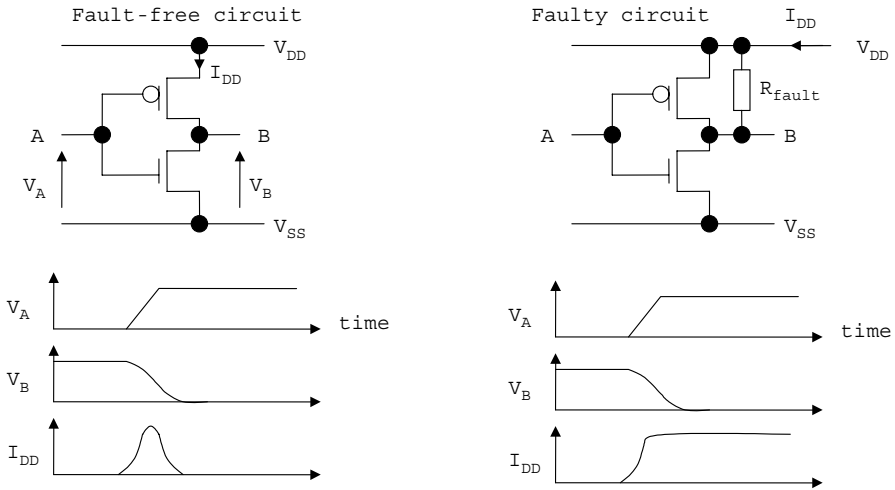 Fault-free circuit
V_DD
I_DD
A
B
V_A
V_B
V_SS
V_A
time
V_B
I_DD
Faulty circuit
I_DD
V_DD
R_fault
A
B
V_SS
V_A
time
V_B
I_DD